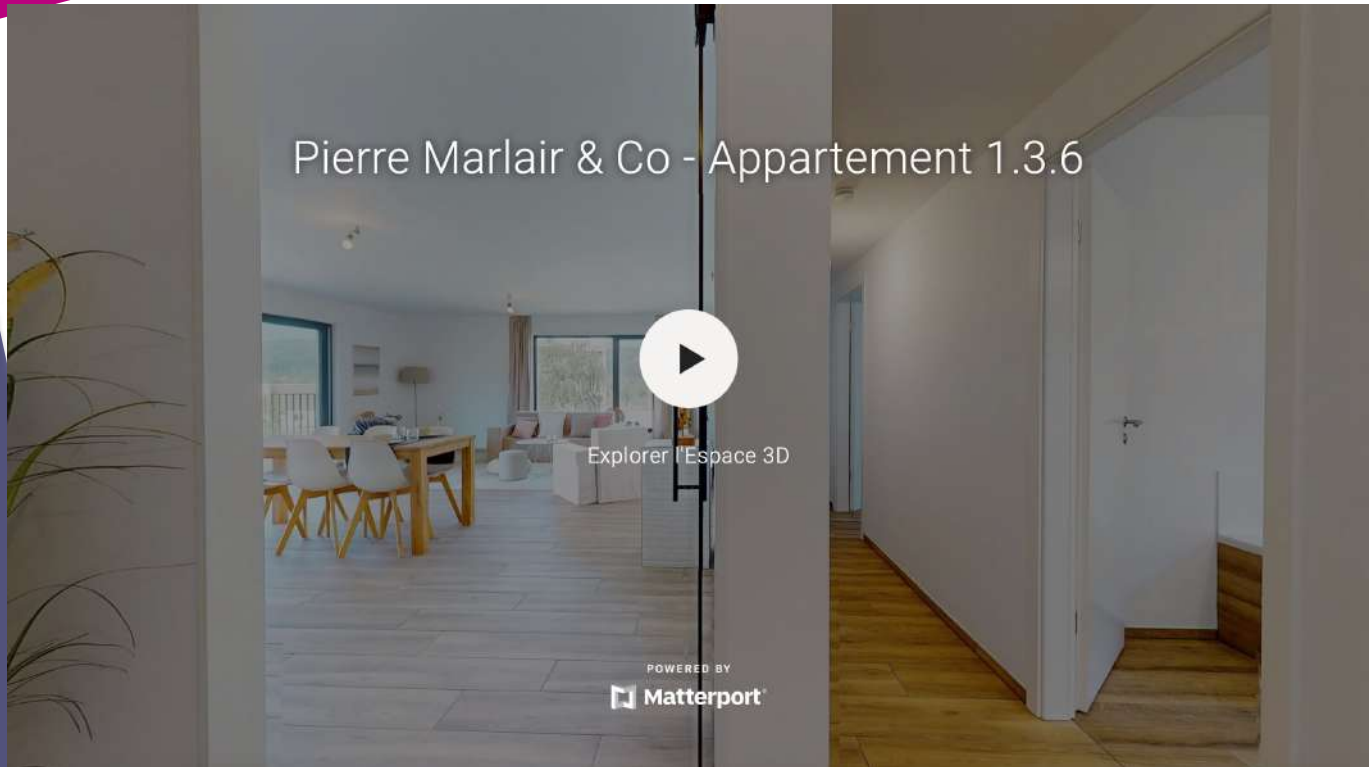 Pierre Marlair & Co - Appartement 1.3.6
Explorer l'Espace 3D
POWERED BY
Matterport